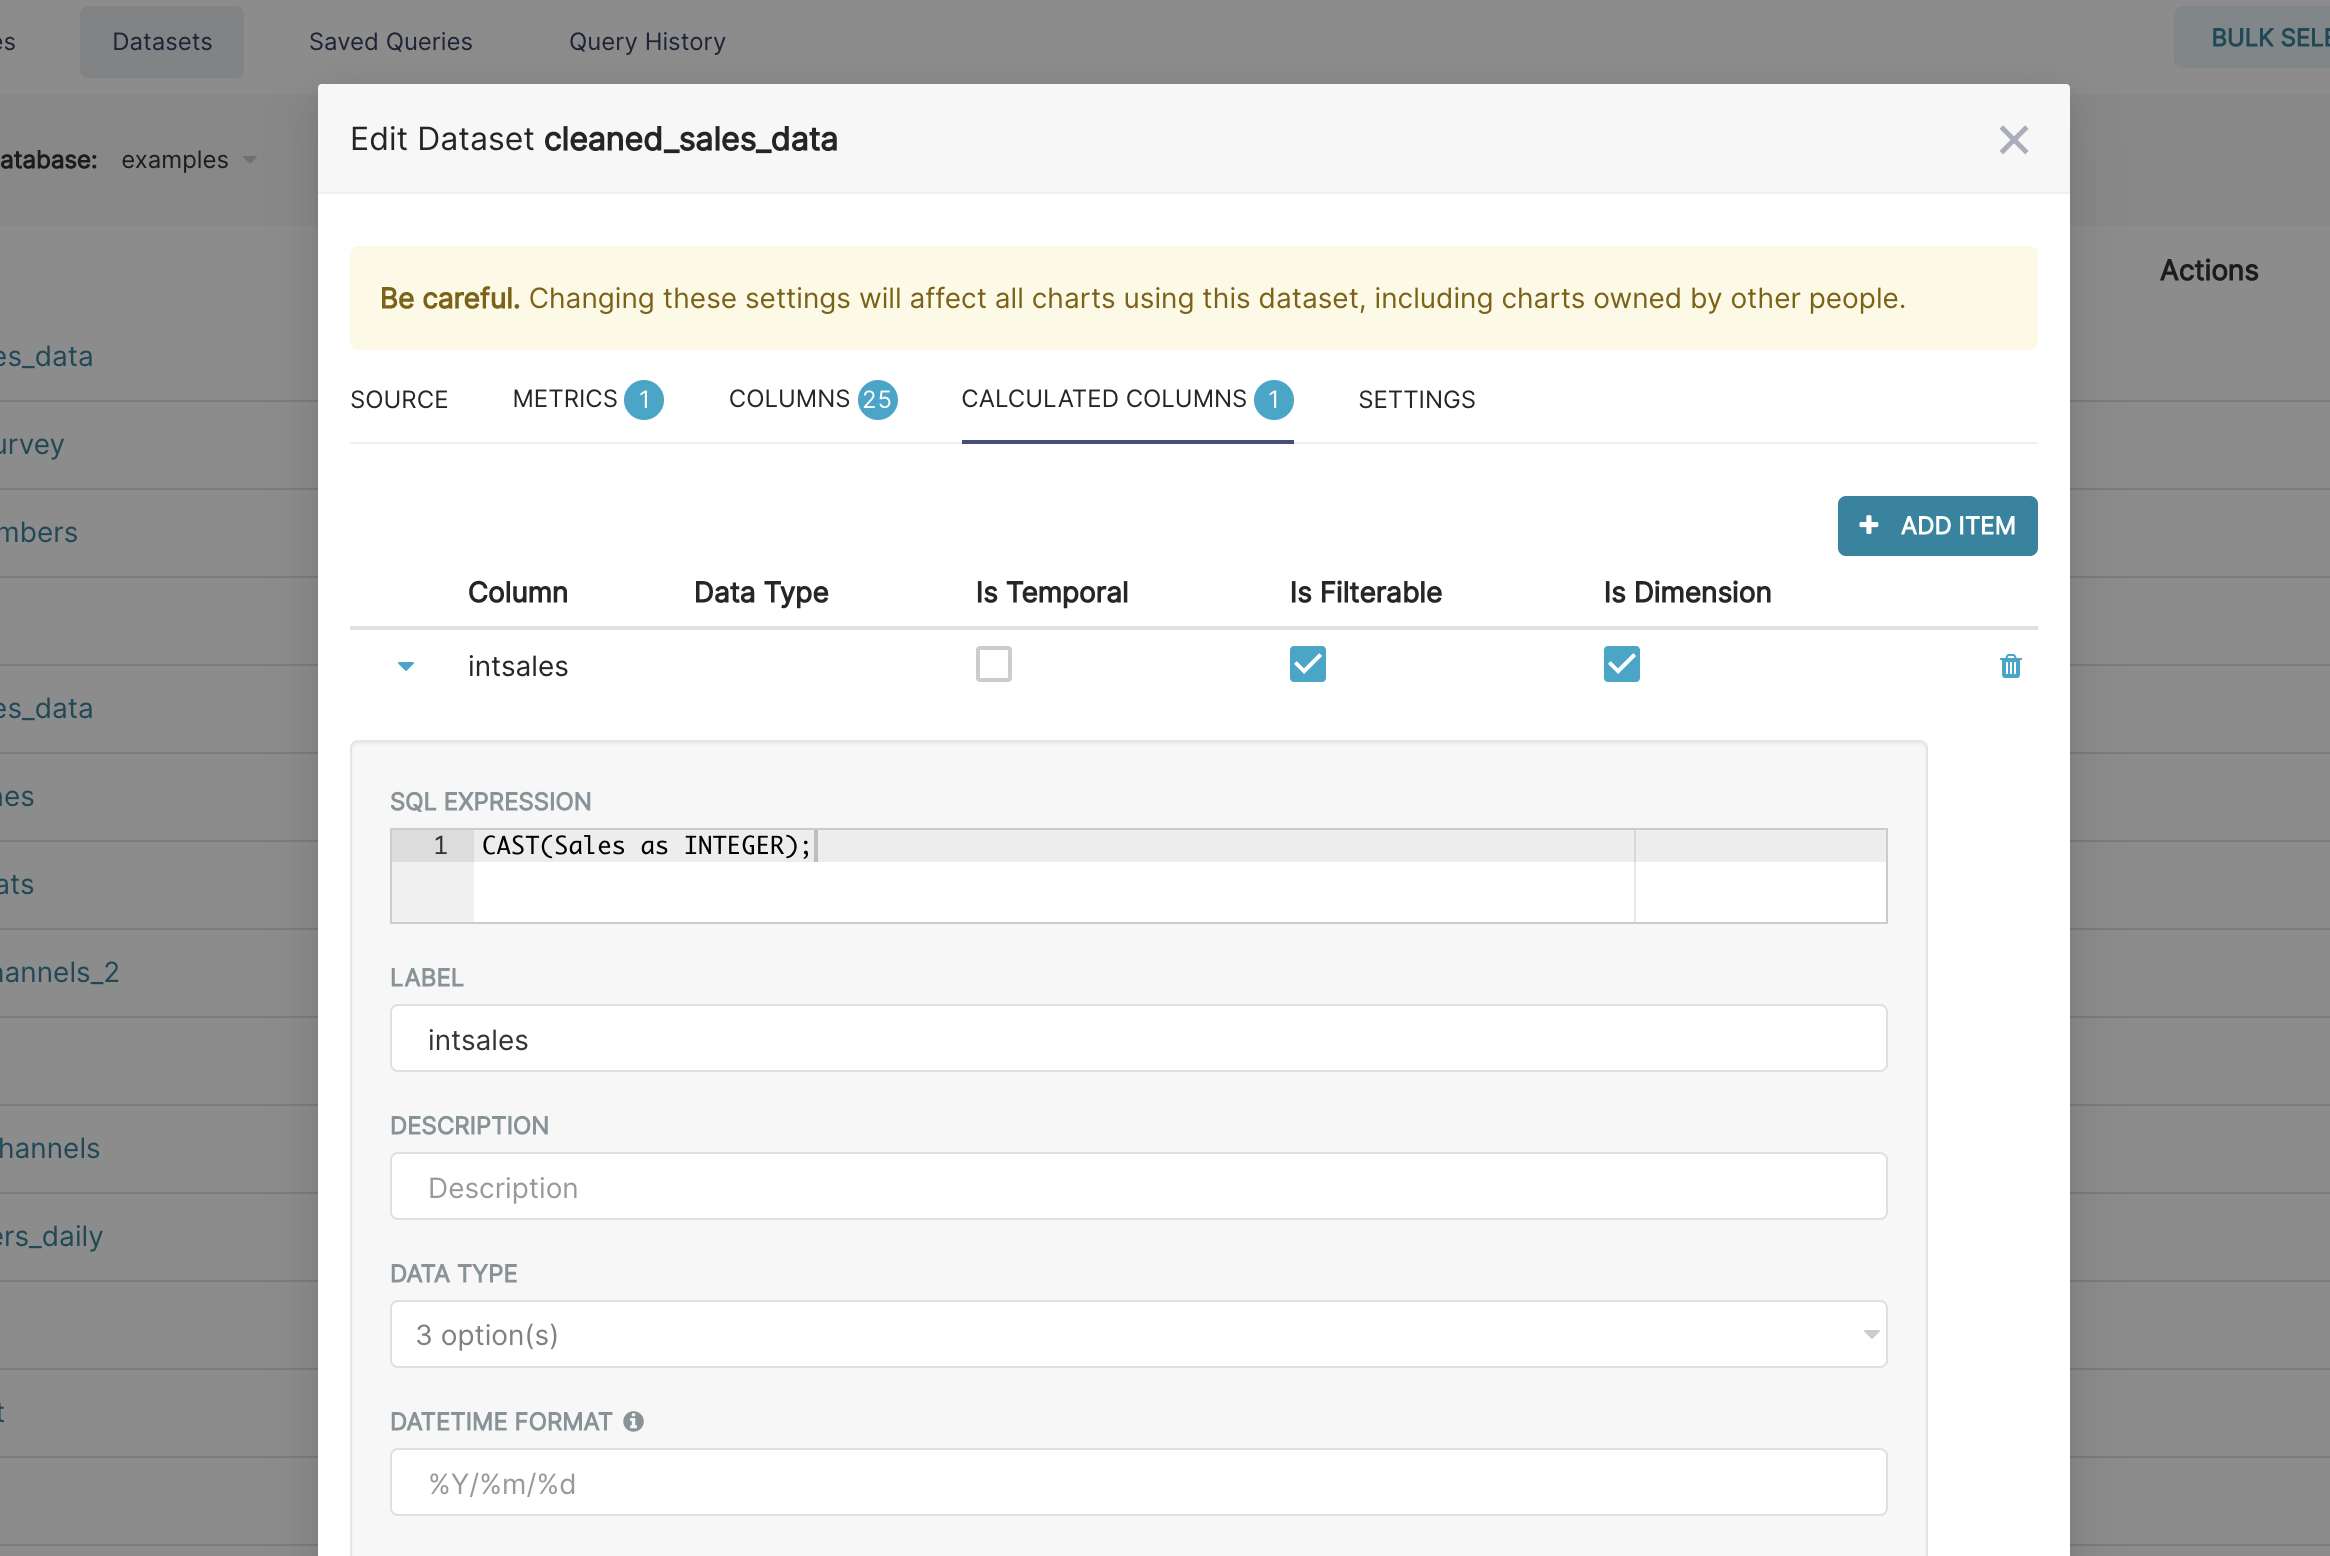 es
Datasets
Saved Queries
Query History
BULK SELE
Edit Dataset cleaned_sales_data
atabase:
examples
Be careful. Changing these settings will affect all charts using this dataset, including charts owned by other people.
Actions
es_data
SOURCE
METRICS 1
COLUMNS 25
CALCULATED COLUMNS 1
SETTINGS
urvey
+ ADD ITEM
mbers
Column
Data Type
Is Temporal
Is Filterable
Is Dimension
intsales
es_data
nes
SQL EXPRESSION
1 CAST(Sales as INTEGER);
ats
LABEL
annels_2
intsales
DESCRIPTION
hannels
Description
ers_daily
DATA TYPE
3 option(s)
t
DATETIME FORMAT
%Y/%m/%d